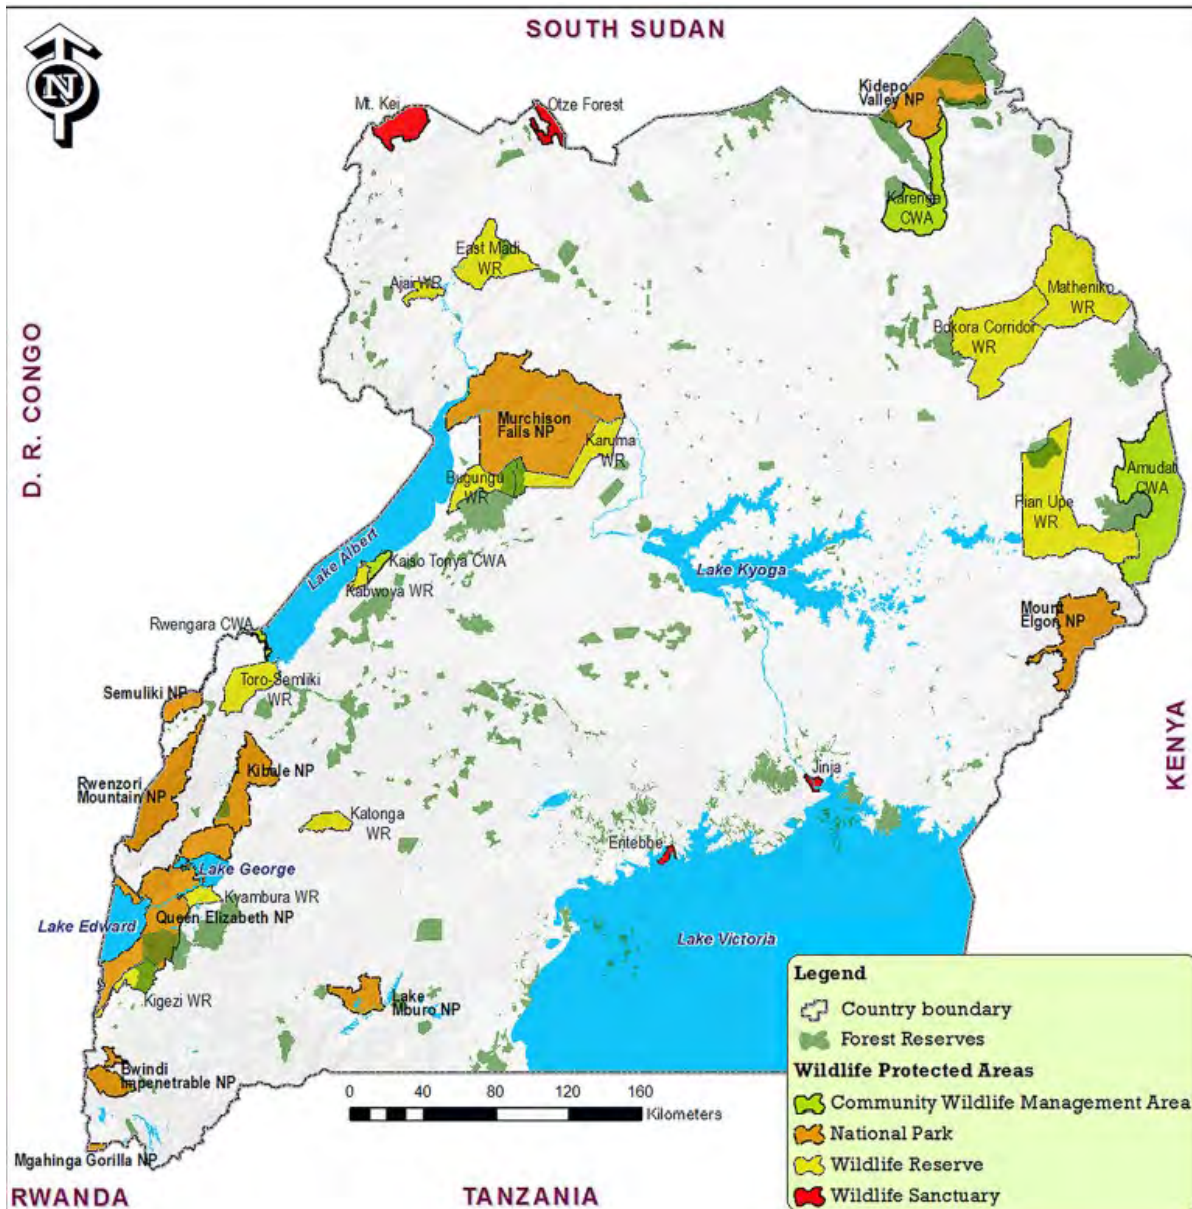 SOUTH SUDAN
N
Mt. Kei
Otze Forest
Kidepo
Valley NP
Karenga
CWA
East Madi
WR
Ajai WR
Matheniko
WR
Bokora Corridor
WR
D. R. CONGO
Murchison
Falls NP
Karuma
WR
Bugungu
WR
Amudat
CWA
Pian Upe
WR
Lake Albert
Kaiso Tonya CWA
Kabwoya WR
Lake Kyoga
Rwengara CWA
Mount
Elgon NP
Toro-Semliki
WR
Semuliki NP
KENYA
Kibale NP
Rwenzori
Mountain NP
Jinja
Kalonga
WR
Entebbe
Lake George
Kyambura WR
Queen Elizabeth NP
Lake Edward
Lake Victoria
Kigezi WR
Lake
Mburo NP
Bwindi
Impenetrable NP
Mgahinga Gorilla NP
0 40 80 120 160
Kilometers
Legend
Country boundary
Forest Reserves
Wildlife Protected Areas
Community Wildlife Management Area
National Park
Wildlife Reserve
Wildlife Sanctuary
RWANDA
TANZANIA